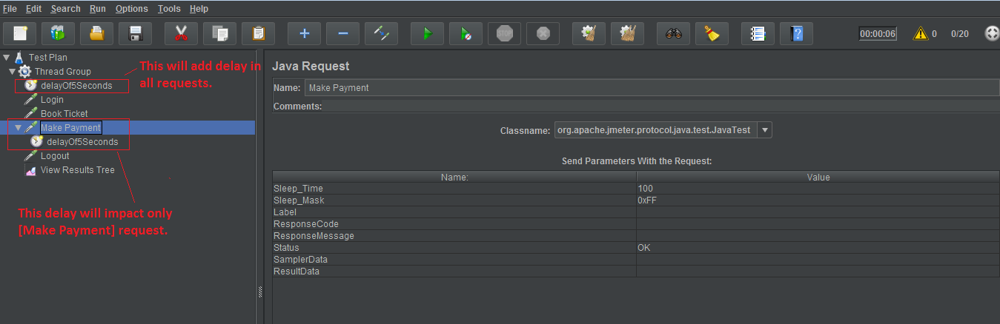 File Edit Search Run Options Tools Help
STOP
00:00:06 0 0/20
Test Plan
Thread Group
delayOf5Seconds
Login
Book Ticket
Make Payment
delayOf5Seconds
Logout
View Results Tree
This will add delay in
all requests.
This delay will impact only
[Make Payment] request.
Java Request
Name: Make Payment
Comments:
Classname: org.apache.jmeter.protocol.java.test.JavaTest
Send Parameters With the Request:
Name: Value
Sleep_Time 100
Sleep_Mask 0xFF
Label
ResponseCode
ResponseMessage
Status OK
SamplerData
ResultData